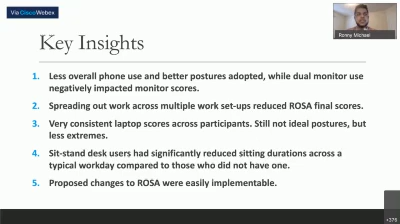 Via CiscoWebex
Ronny Michael
Key Insights
1. Less overall phone use and better postures adopted, while dual monitor use
negatively impacted monitor scores.
2. Spreading out work across multiple work set-ups reduced ROSA final scores.
3. Very consistent laptop scores across participants. Still not ideal postures, but
less extremes.
4. Sit-stand desk users had significantly reduced sitting durations across a
typical workday compared to those who did not have one.
5. Proposed changes to ROSA were easily implementable.